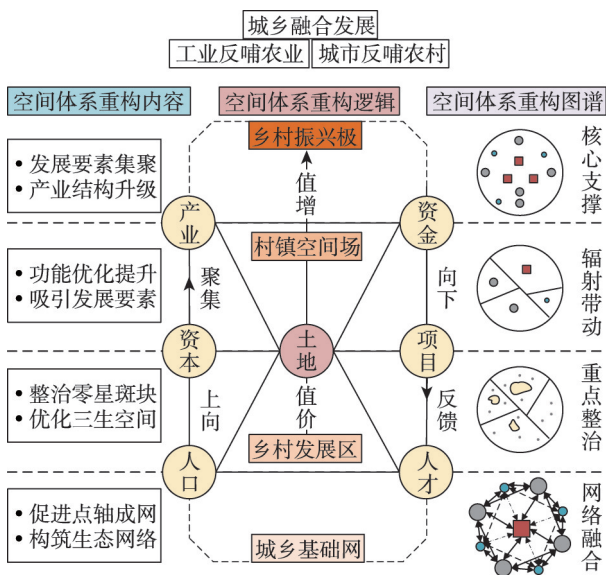 城乡融合发展
工业反哺农业 城市反哺农村
空间体系重构内容 空间体系重构逻辑 空间体系重构图谱
乡村振兴极
• 发展要素集聚
• 产业结构升级
值增
产业
资金
核心支撑
村镇空间场
• 功能优化提升
• 吸引发展要素
聚集
向下
辐射带动
资本
土地
项目
• 整治零星斑块
• 优化三生空间
上向
值价
反馈
重点整治
乡村发展区
人口
人才
• 促进点轴成网
• 构筑生态网络
网络融合
城乡基础网